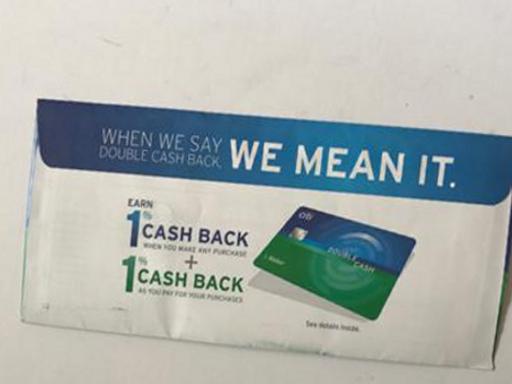 WHEN WE SAY
DOUBLE CASH BACK,
WE MEAN IT.
EARN
1% CASH BACK
WHEN YOU MAKE ANY PURCHASE
+
1% CASH BACK
AS YOU PAY FOR YOUR PURCHASES
citi
DOUBLE
CASH
See details inside.